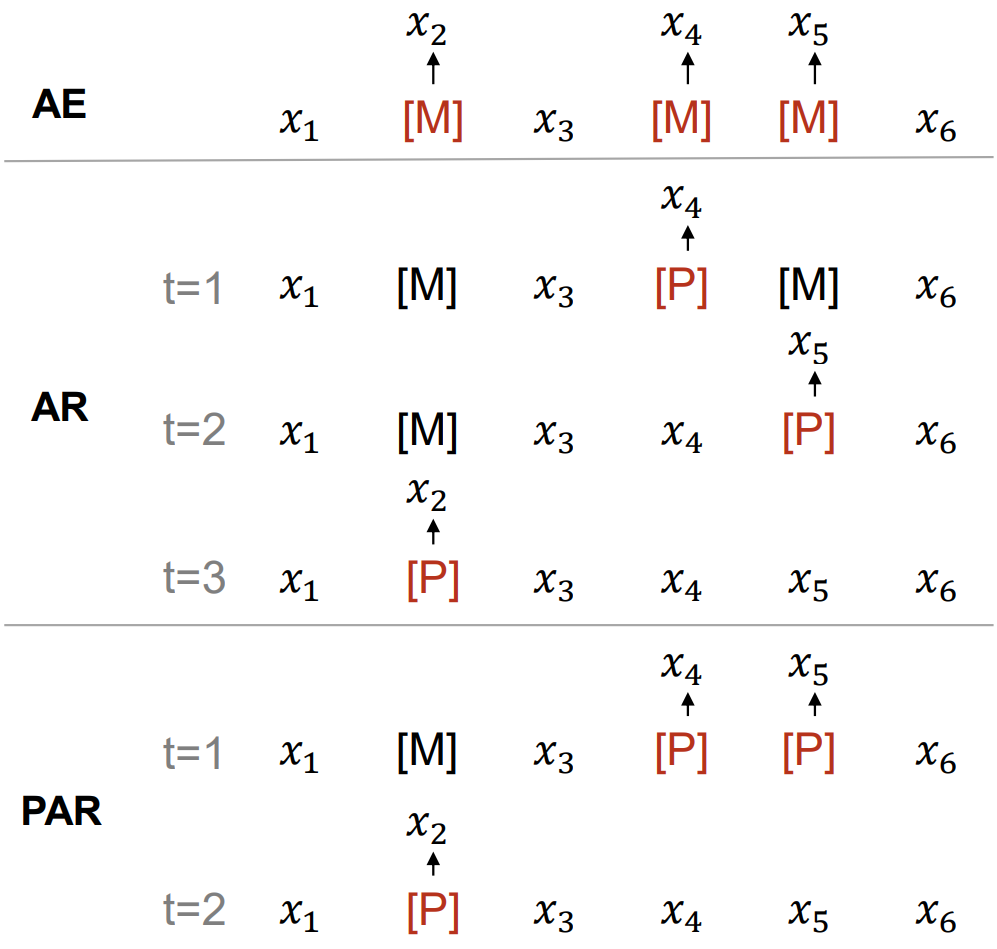 x₂ x₄ x₅
↑ ↑ ↑
AE x₁ [M] x₃ [M] [M] x₆
x₄
↑
t=1 x₁ [M] x₃ [P] [M] x₆
x₅
↑
AR t=2 x₁ [M] x₃ x₄ [P] x₆
x₂
↑
t=3 x₁ [P] x₃ x₄ x₅ x₆
x₄ x₅
↑ ↑
t=1 x₁ [M] x₃ [P] [P] x₆
PAR
x₂
↑
t=2 x₁ [P] x₃ x₄ x₅ x₆